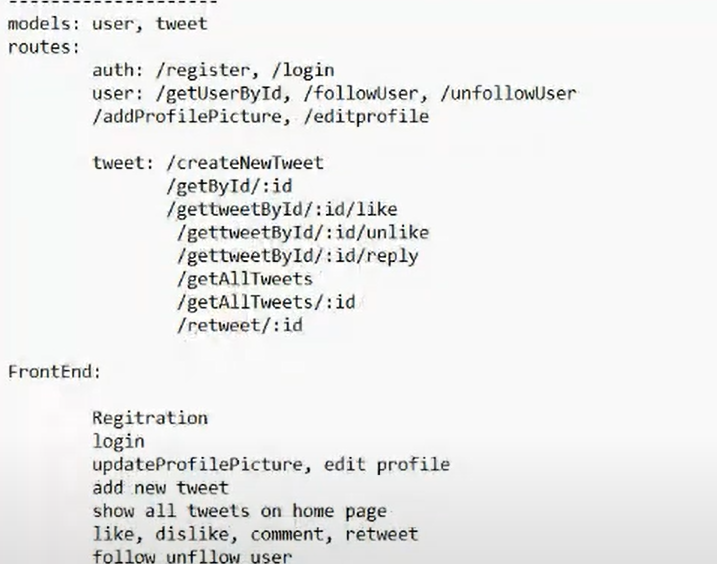 ---------------------
models: user, tweet
routes:
auth: /register, /login
user: /getUserById, /followUser, /unfollowUser
/addProfilePicture, /editprofile
tweet: /createNewTweet
/getById/:id
/gettweetById/:id/like
/gettweetById/:id/unlike
/gettweetById/:id/reply
/getAllTweets
/getAllTweets/:id
/retweet/:id
FrontEnd:
Regitration
login
updateProfilePicture, edit profile
add new tweet
show all tweets on home page
like, dislike, comment, retweet
follow unfllow user